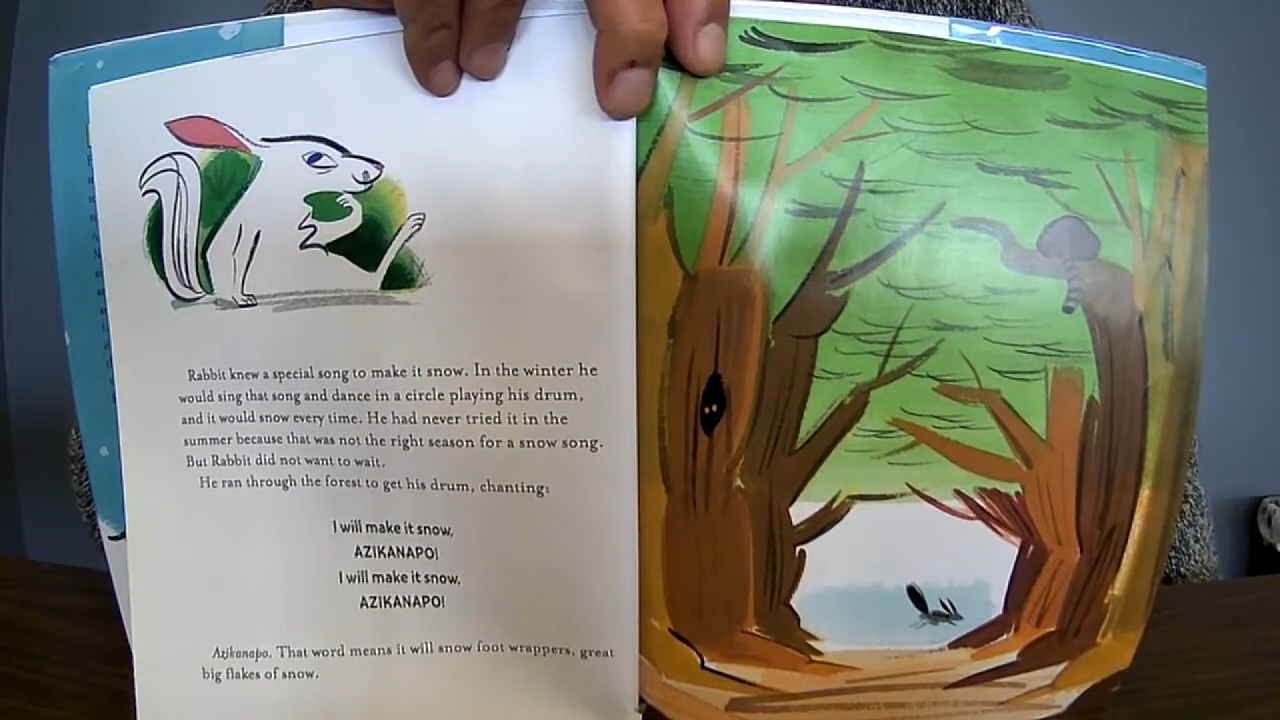 Rabbit knew a special song to make it snow. In the winter he
would sing that song and dance in a circle playing his drum,
and it would snow every time. He had never tried it in the
summer because that was not the right season for a snow song.
But Rabbit did not want to wait.
He ran through the forest to get his drum, chanting:
I will make it snow,
AZIKANAPO!
I will make it snow,
AZIKANAPO!
Azikanapo. That word means it will snow foot wrappers, great
big flakes of snow.